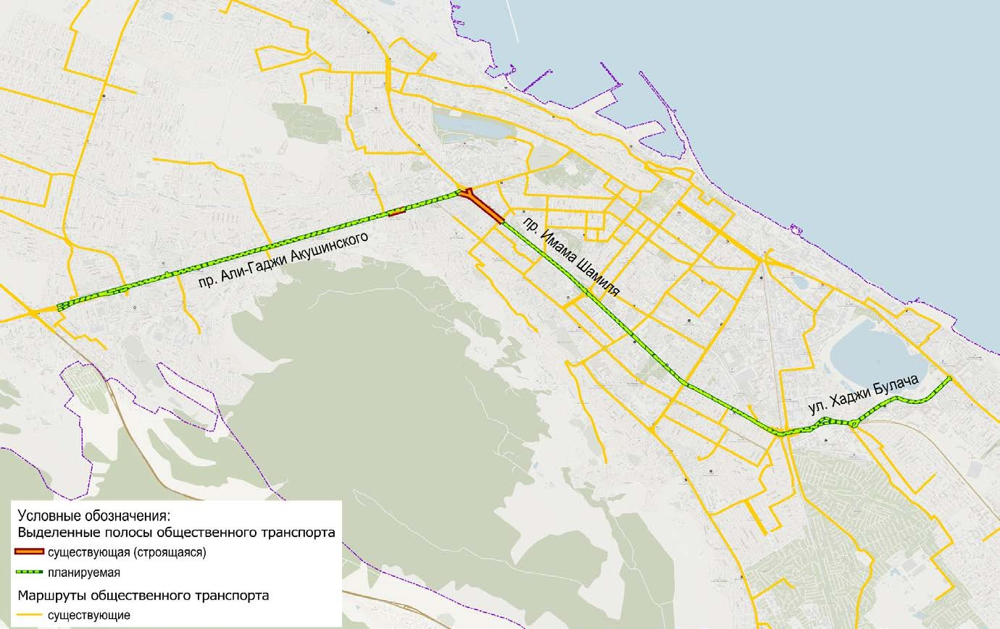 пр. Али-Гаджи Акушинского
пр. Имама Шамиля
ул. Хаджи Булача
Условные обозначения:
Выделенные полосы общественного транспорта
существующая (строящаяся)
планируемая
Маршруты общественного транспорта
существующие